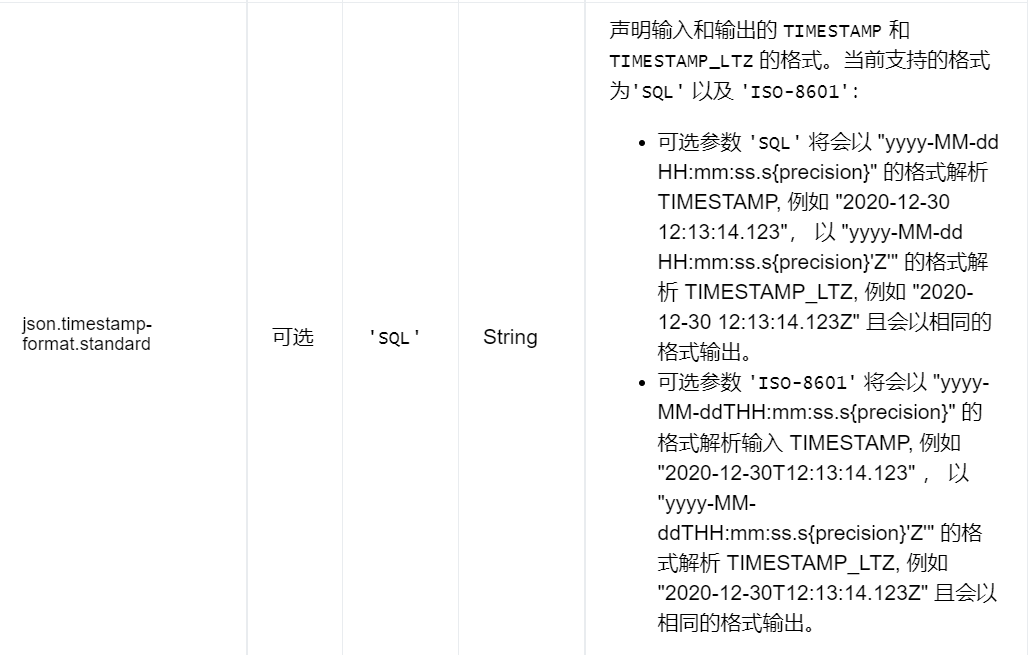 json.timestamp-
format.standard
可选
'SQL'
String
声明输入和输出的 TIMESTAMP 和
TIMESTAMP_LTZ 的格式。当前支持的格式
为'SQL' 以及 'ISO-8601':
• 可选参数 'SQL' 将会以 "yyyy-MM-dd
HH:mm:ss.s{precision}" 的格式解析
TIMESTAMP, 例如 "2020-12-30
12:13:14.123"， 以 "yyyy-MM-dd
HH:mm:ss.s{precision}'Z'" 的格式解
析 TIMESTAMP_LTZ, 例如 "2020-
12-30 12:13:14.123Z" 且会以相同的
格式输出。
• 可选参数 'ISO-8601' 将会以 "yyyy-
MM-ddTHH:mm:ss.s{precision}" 的
格式解析输入 TIMESTAMP, 例如
"2020-12-30T12:13:14.123" ， 以
"yyyy-MM-
ddTHH:mm:ss.s{precision}'Z'" 的格
式解析 TIMESTAMP_LTZ, 例如
"2020-12-30T12:13:14.123Z" 且会以
相同的格式输出。